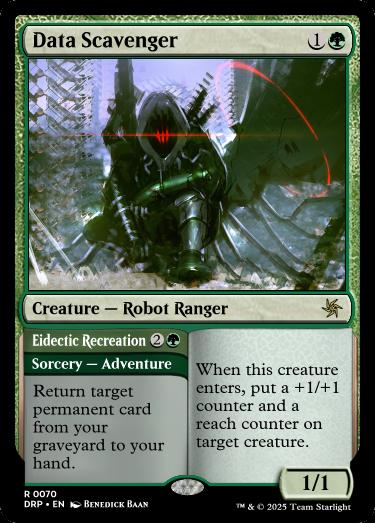 Data Scavenger 1
Creature — Robot Ranger
Eidectic Recreation 2
Sorcery — Adventure
Return target
permanent card
from your
graveyard to your
hand.
When this creature
enters, put a +1/+1
counter and a
reach counter on
target creature.
1/1
R 0070
DRP • EN Benedick Baan
™ & © 2025 Team Starlight